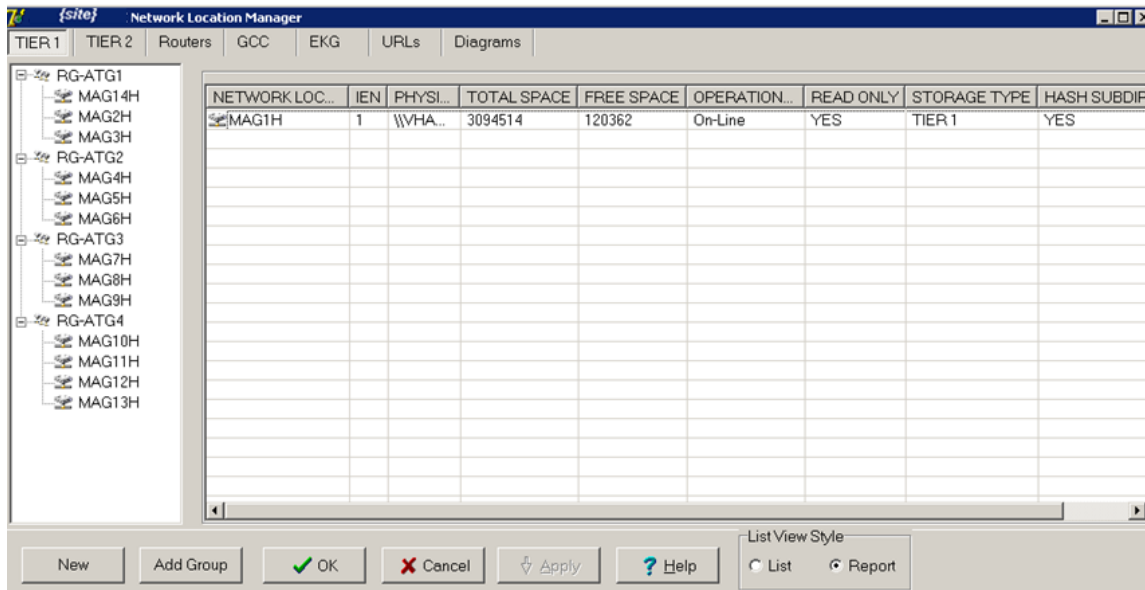 {site} : Network Location Manager
TIER 1 TIER 2 Routers GCC EKG URLs Diagrams
RG-ATG1
MAG14H
MAG2H
MAG3H
RG-ATG2
MAG4H
MAG5H
MAG6H
RG-ATG3
MAG7H
MAG8H
MAG9H
RG-ATG4
MAG10H
MAG11H
MAG12H
MAG13H
NETWORK LOC... IEN PHYSI... TOTAL SPACE FREE SPACE OPERATION... READ ONLY STORAGE TYPE HASH SUBDIR
MAG1H 1 \\\VHA... 3094514 120362 On-Line YES TIER 1 YES
List View Style
New Add Group OK Cancel Apply Help List Report